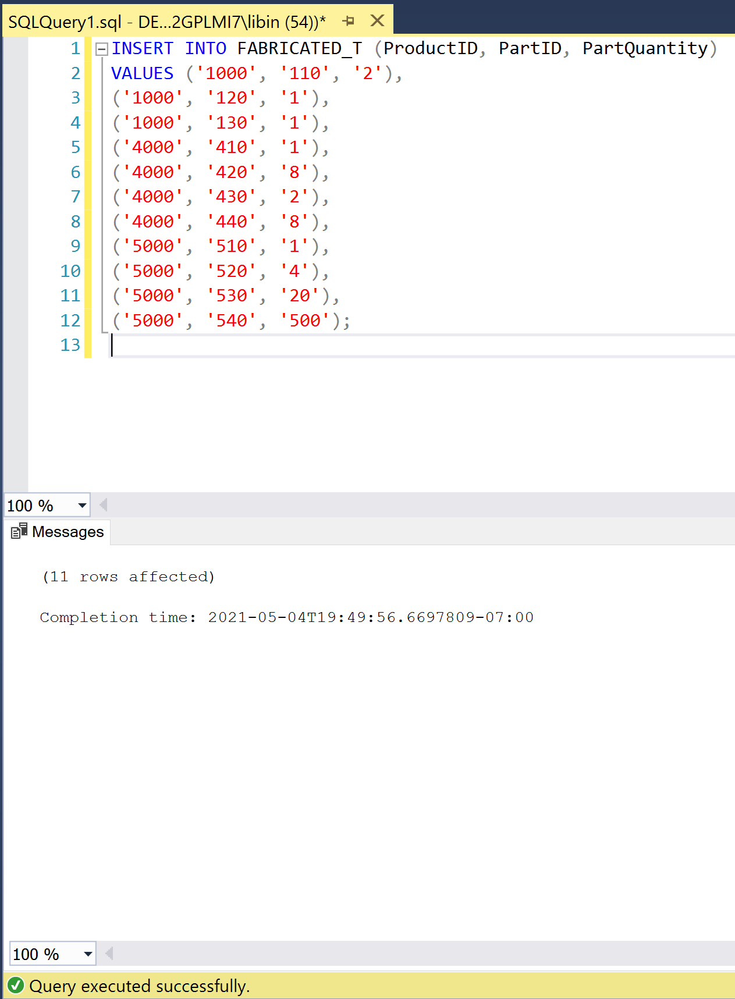 SQLQuery1.sql - DE...2GPLMI7\libin (54))*
1 INSERT INTO FABRICATED_T (ProductID, PartID, PartQuantity)
2 VALUES ('1000', '110', '2'),
3 ('1000', '120', '1'),
4 ('1000', '130', '1'),
5 ('4000', '410', '1'),
6 ('4000', '420', '8'),
7 ('4000', '430', '2'),
8 ('4000', '440', '8'),
9 ('5000', '510', '1'),
10 ('5000', '520', '4'),
11 ('5000', '530', '20'),
12 ('5000', '540', '500');
13
100 %
Messages
(11 rows affected)
Completion time: 2021-05-04T19:49:56.6697809-07:00
100 %
Query executed successfully.